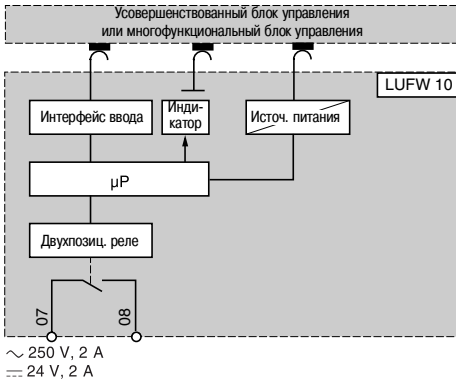 Усовершенствованный блок управления
или многофункциональный блок управления
LUFW 10
Интерфейс ввода
Инди-
катор
Источ. питания
µP
Двухпозиц. реле
07
08
~ 250 V, 2 A
⎓ 24 V, 2 A